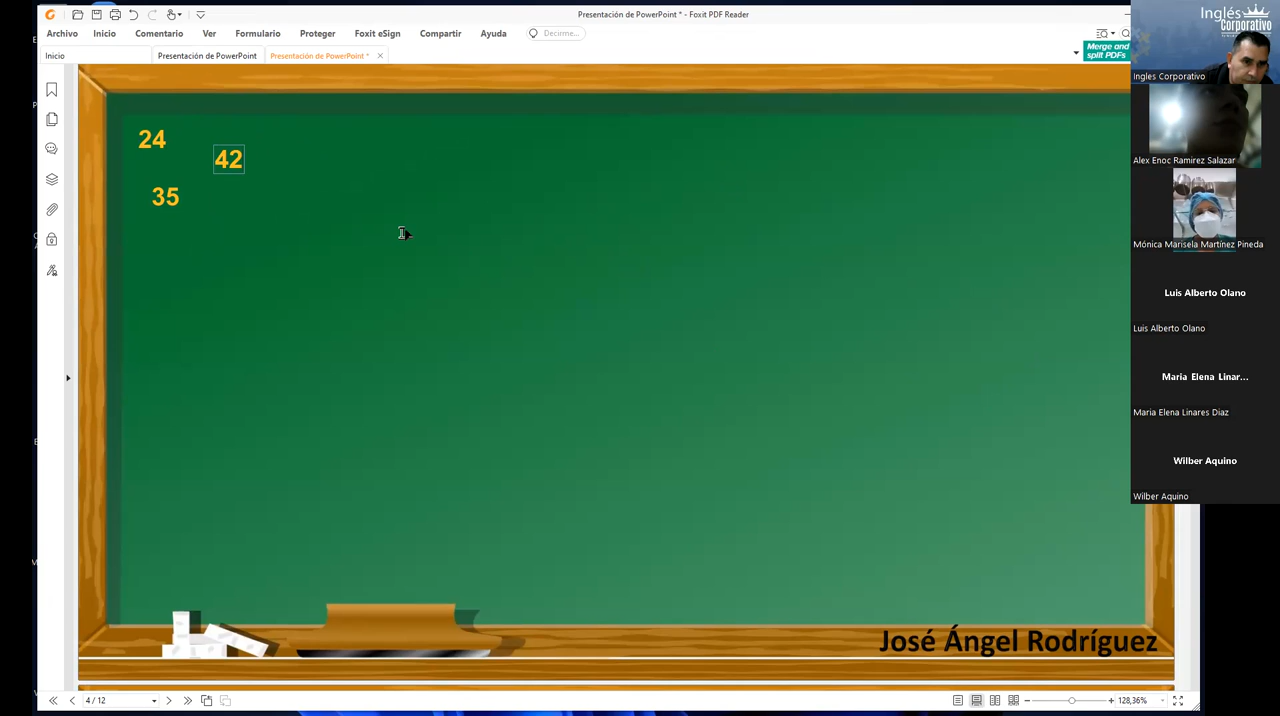 Presentación de PowerPoint * - Foxit PDF Reader
Archivo Inicio Comentario Ver Formulario Proteger Foxit eSign Compartir Ayuda Decirme...
Inicio Presentación de PowerPoint Presentación de PowerPoint *
Merge and
split PDFs
24
42
35
José Ángel Rodríguez
4 / 12
128,36%
Inglés
Corporativo
Ingles Corporativo
Alex Enoc Ramirez Salazar
Mónica Marisela Martínez Pineda
Luis Alberto Olano
Luis Alberto Olano
Maria Elena Linar...
Maria Elena Linares Diaz
Wilber Aquino
Wilber Aquino